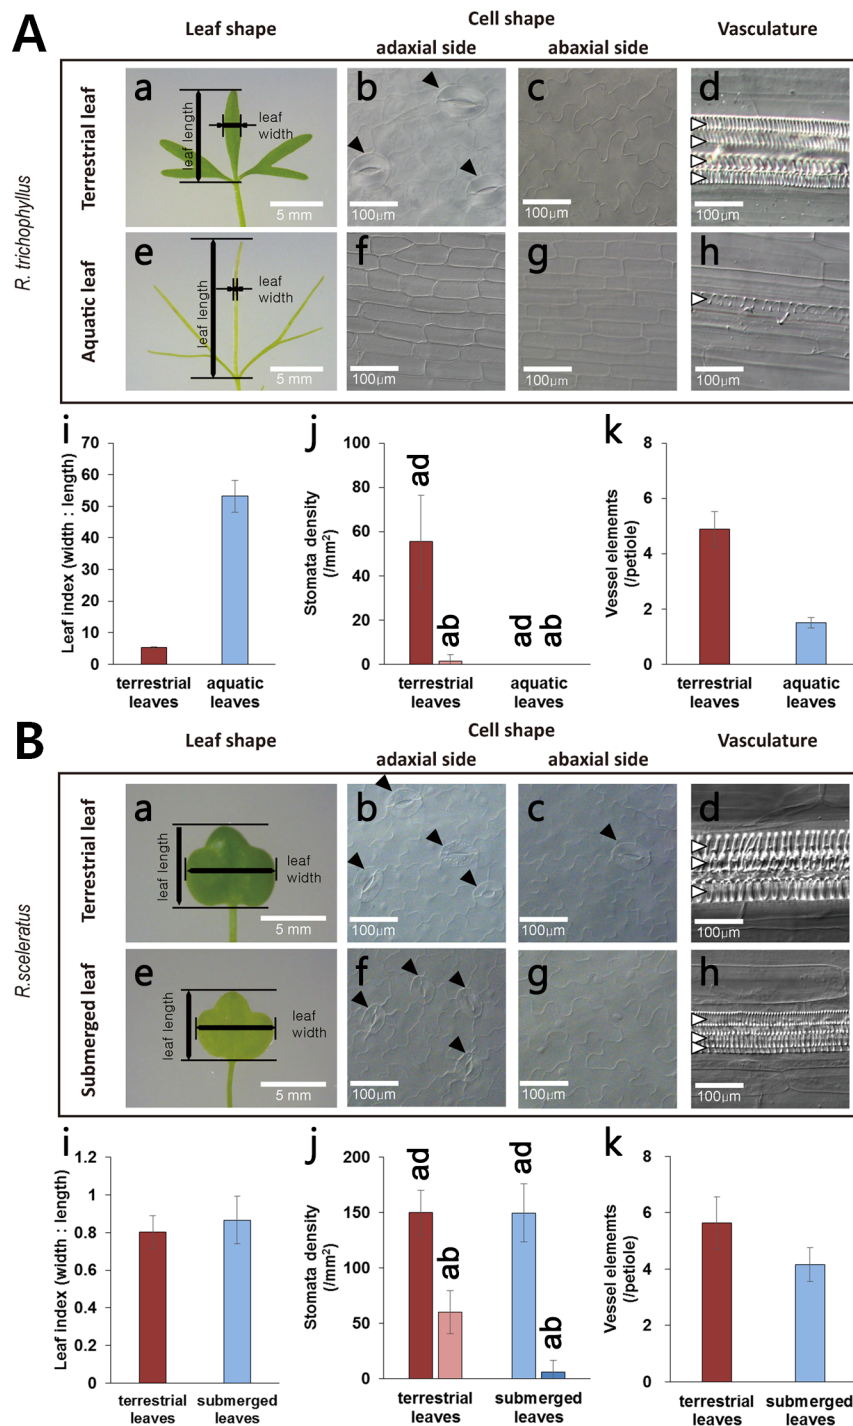 A
Leaf shape
Cell shape
Vasculature
adaxial side
abaxial side
R. trichophyllus
Terrestrial leaf
a
leaf length
leaf width
5 mm
b
100μm
c
100μm
d
100μm
Aquatic leaf
e
leaf length
leaf
width
5 mm
f
100μm
g
100μm
h
100μm
i
Leaf index (width : length)
70
60
50
40
30
20
10
0
terrestrial
leaves
aquatic
leaves
j
Stomata density
(/mm²)
100
80
60
40
20
0
ad
ab
ad
ab
terrestrial
leaves
aquatic
leaves
k
Vessel elememts
(/petiole)
8
6
4
2
0
terrestrial
leaves
aquatic
leaves
B
Leaf shape
Cell shape
Vasculature
adaxial side
abaxial side
R.sceleratus
Terrestrial leaf
a
leaf length
leaf
width
5 mm
b
100μm
c
100μm
d
100μm
Submerged leaf
e
leaf length
leaf
width
5 mm
f
100μm
g
100μm
h
100μm
i
Leaf index (width : length)
1.2
1
0.8
0.6
0.4
0.2
0
terrestrial
leaves
submerged
leaves
j
Stomata density
(/mm²)
200
150
100
50
0
ad
ab
ad
ab
terrestrial
leaves
submerged
leaves
k
Vessel elememts
(/petiole)
8
6
4
2
0
terrestrial
leaves
submerged
leaves